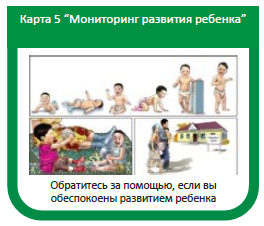 Карта 5 “Мониторинг развития ребенка”
Обратитесь за помощью, если вы
обеспокоены развитием ребенка